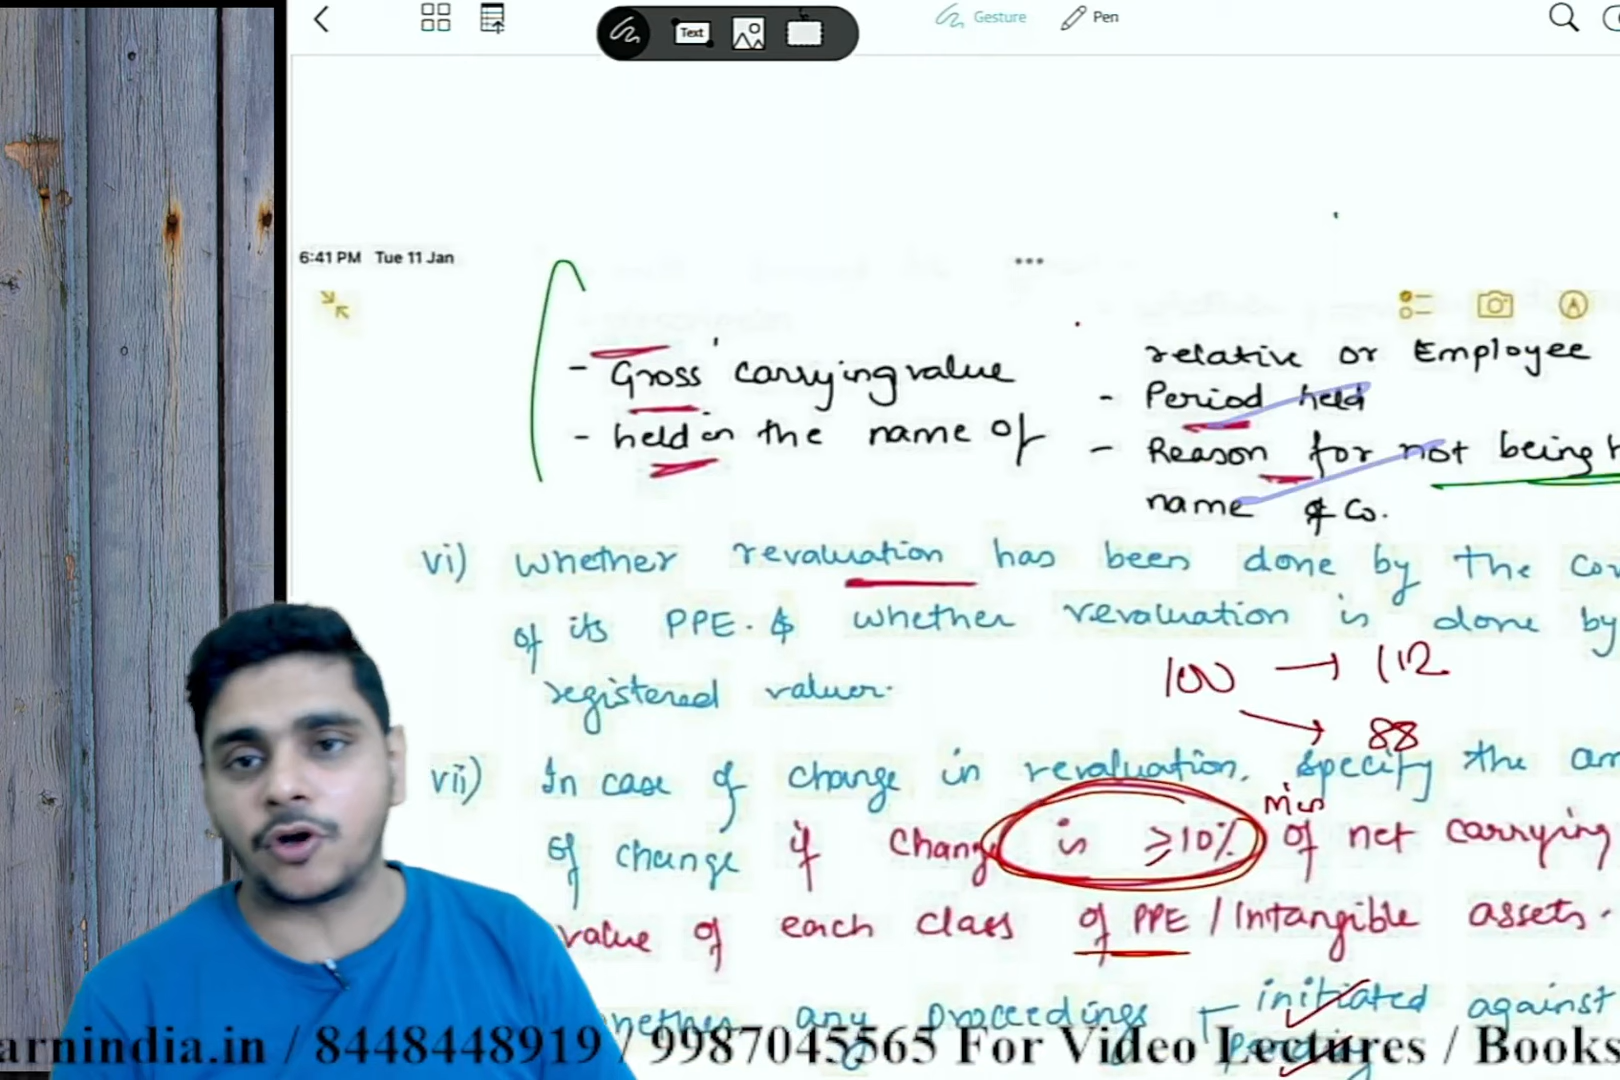 Text
Gesture
Pen
6:41 PM Tue 11 Jan
- Gross carrying value
- held in the name of
relative or Employee
- Period held
- Reason for not being
name of Co.
vi) Whether revaluation has been done by the
of its PPE. & whether revaluation is done by
registered valuer.
100 → 112
→ 88
vii) In case of change in revaluation, specify the
min
of change if change is ≥10% of net carrying
value of each class of PPE / Intangible assets.
any proceedings initiated against
arnindia.in / 8448448919 / 9987045565 For Video Lectures / Books